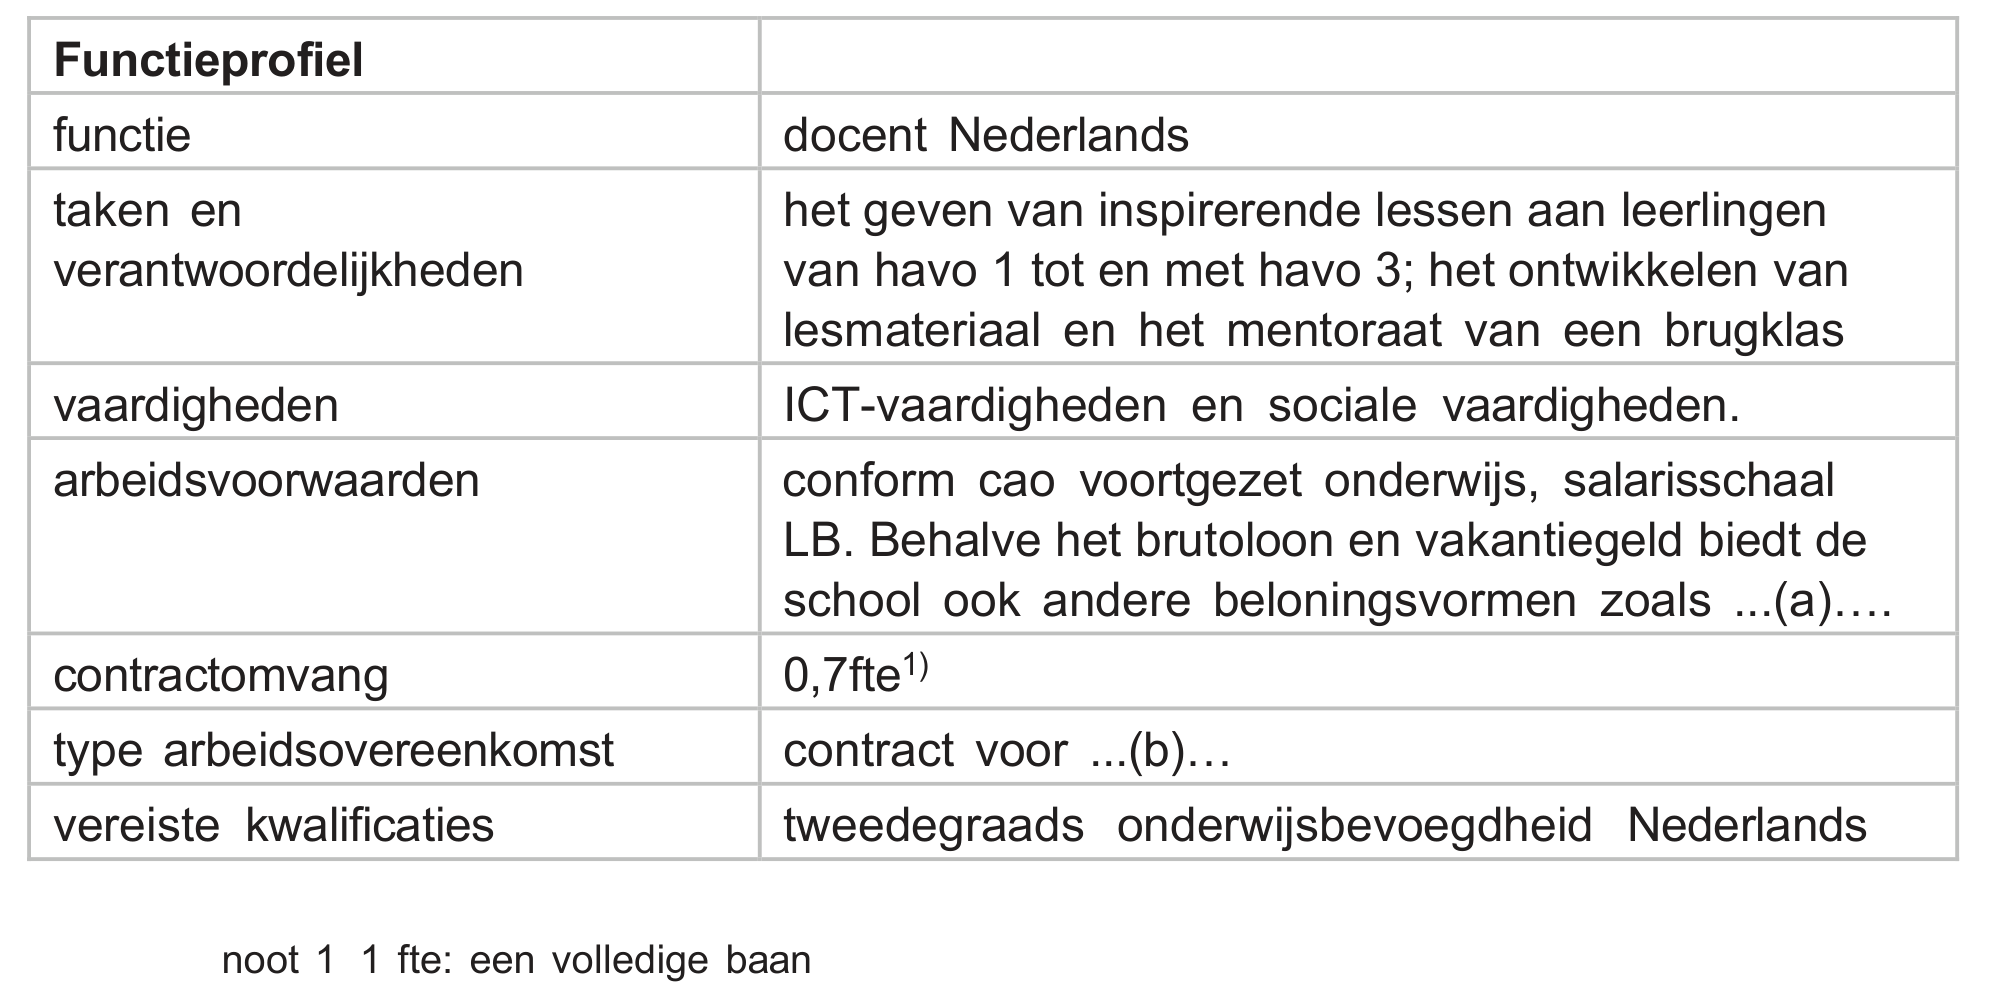 Functieprofiel
functie docent Nederlands
taken en
verantwoordelijkheden
het geven van inspirerende lessen aan leerlingen
van havo 1 tot en met havo 3; het ontwikkelen van
lesmateriaal en het mentoraat van een brugklas
vaardigheden ICT-vaardigheden en sociale vaardigheden.
arbeidsvoorwaarden conform cao voortgezet onderwijs, salarisschaal
LB. Behalve het brutoloon en vakantiegeld biedt de
school ook andere beloningsvormen zoals ...(a)….
contractomvang 0,7fte1)
type arbeidsovereenkomst contract voor ...(b)…
vereiste kwalificaties tweedegraads onderwijsbevoegdheid Nederlands
noot 1 1 fte: een volledige baan